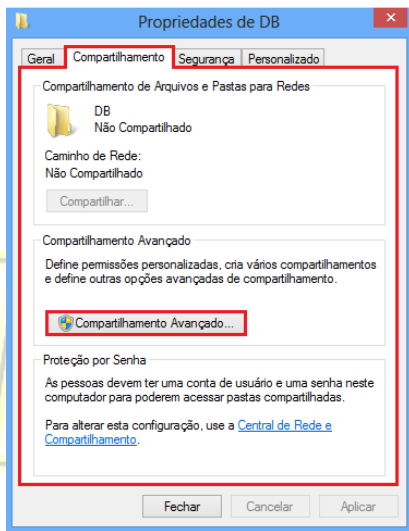 Propriedades de DB
Geral Compartilhamento Segurança Personalizado
Compartilhamento de Arquivos e Pastas para Redes
DB
Não Compartilhado
Caminho de Rede:
Não Compartilhado
Compartilhar...
Compartilhamento Avançado
Define permissões personalizadas, cria vários compartilhamentos
e define outras opções avançadas de compartilhamento.
Compartilhamento Avançado...
Proteção por Senha
As pessoas devem ter uma conta de usuário e uma senha neste
computador para poderem acessar pastas compartilhadas.
Para alterar esta configuração, use a Central de Rede e
Compartilhamento.
Fechar Cancelar Aplicar